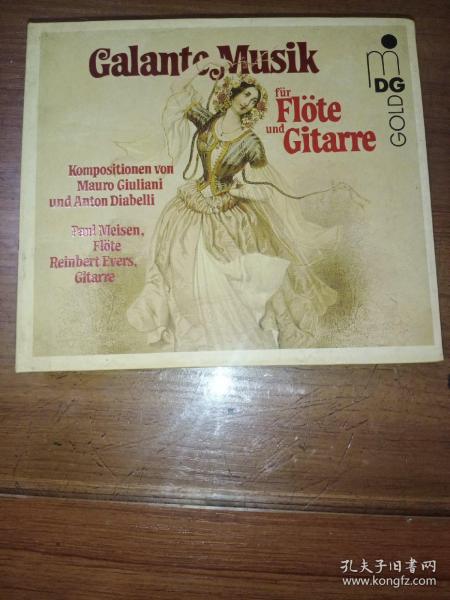 Galante Musik
für
Flöte
und
Gitarre
Kompositionen von
Mauro Giuliani
und Anton Diabelli
Paul Meisen,
Flöte
Reinbert Evers,
Gitarre
mDG
GOLD
孔夫子旧书网
www.kongfz.com